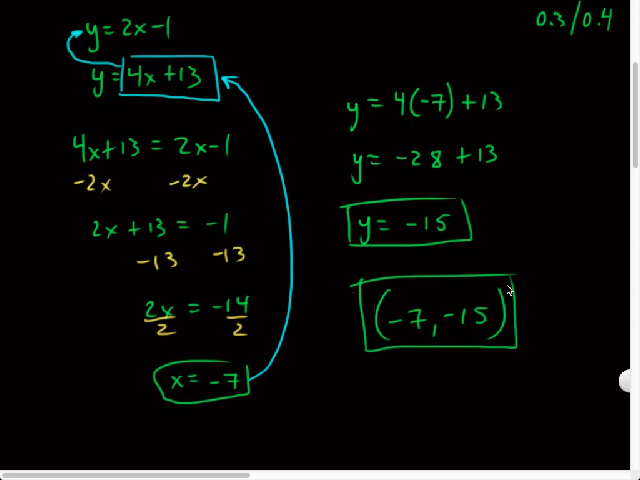 y = 2x-1
y = 4x+13
4x+13 = 2x-1
-2x -2x
2x+13 = -1
-13 -13
2x = -14
2 2
x = -7
0.3/0.4
y = 4(-7)+13
y = -28+13
y = -15
(-7,-15)